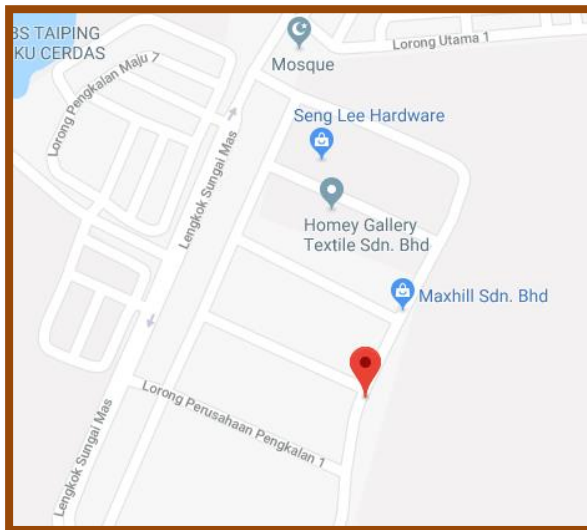 BS TAIPING
KU CERDAS
Mosque
Lorong Utama 1
Lorong Pengkalan Maju 7
Seng Lee Hardware
Lengkok Sungai Mas
Homey Gallery
Textile Sdn. Bhd
Maxhill Sdn. Bhd
Lorong Perusahaan Pengkalan 1
Lengkok Sungai Mas